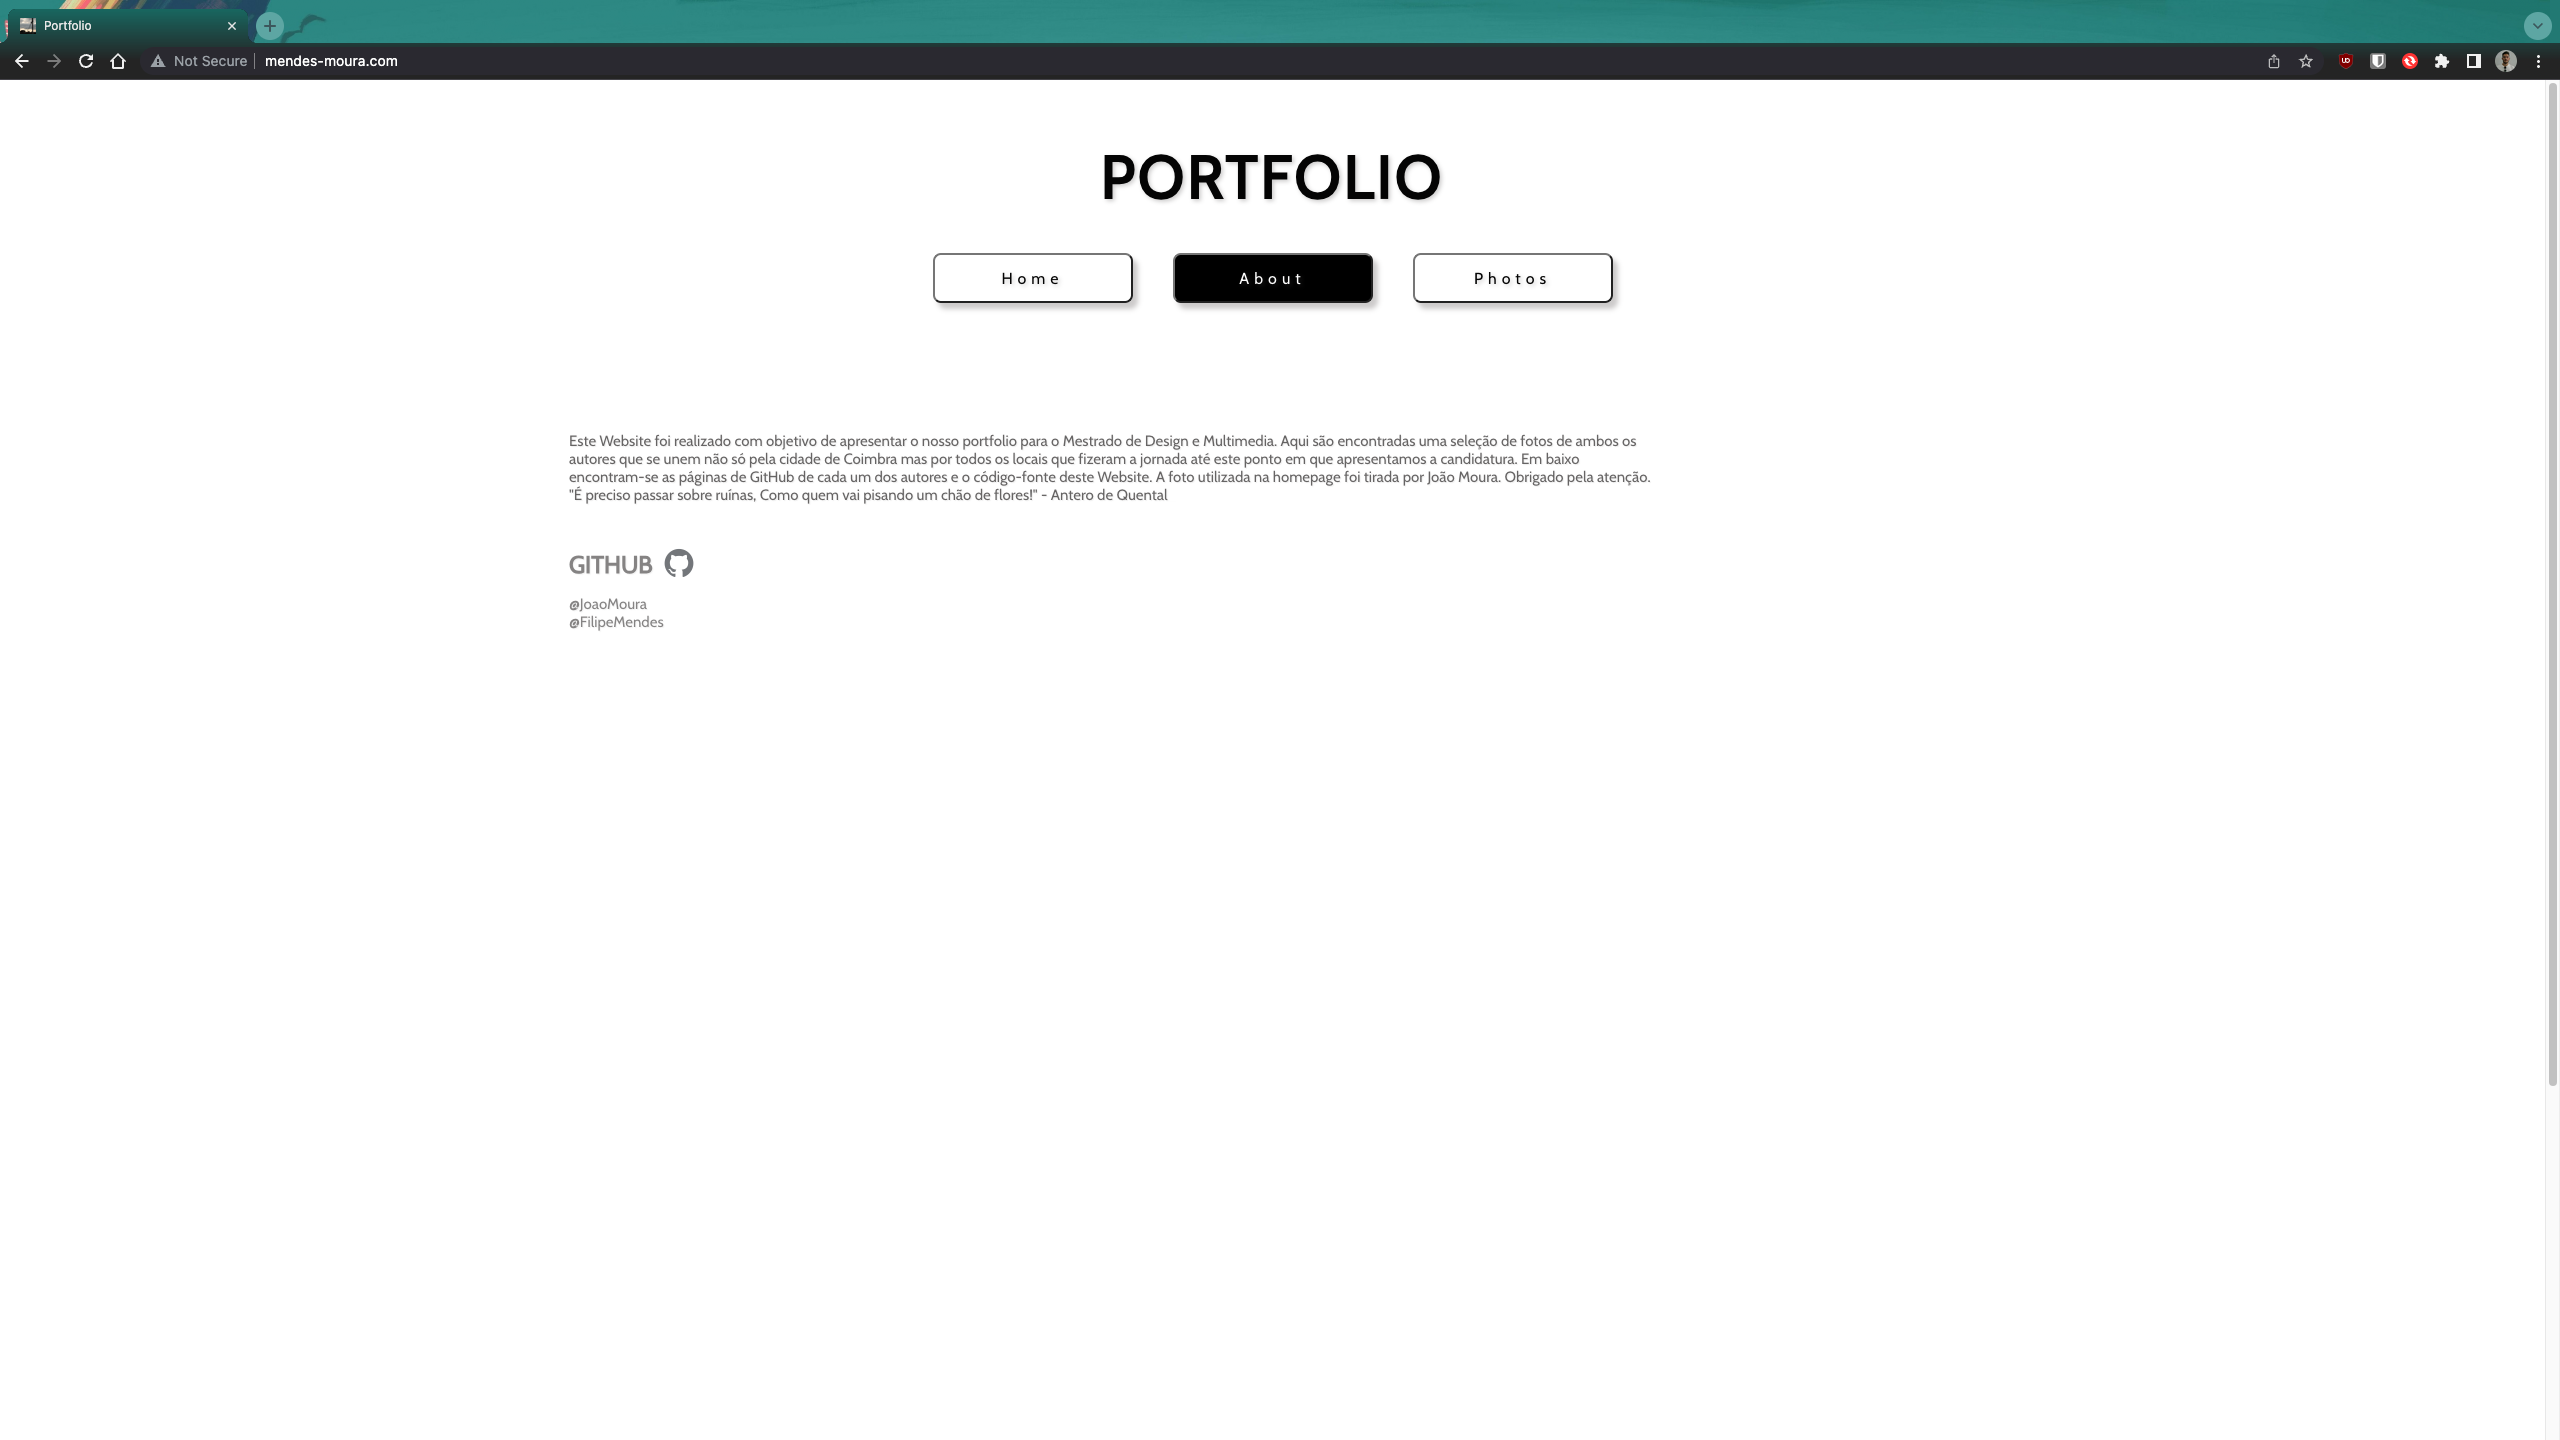 Portfolio
Not Secure
mendes-moura.com
PORTFOLIO
Home
About
Photos
Este Website foi realizado com objetivo de apresentar o nosso portfolio para o Mestrado de Design e Multimedia. Aqui são encontradas uma seleção de fotos de ambos os
autores que se unem não só pela cidade de Coimbra mas por todos os locais que fizeram a jornada até este ponto em que apresentamos a candidatura. Em baixo
encontram-se as páginas de GitHub de cada um dos autores e o código-fonte deste Website. A foto utilizada na homepage foi tirada por João Moura. Obrigado pela atenção.
"É preciso passar sobre ruínas, Como quem vai pisando um chão de flores!" - Antero de Quental
GITHUB
@JoaoMoura
@FilipeMendes